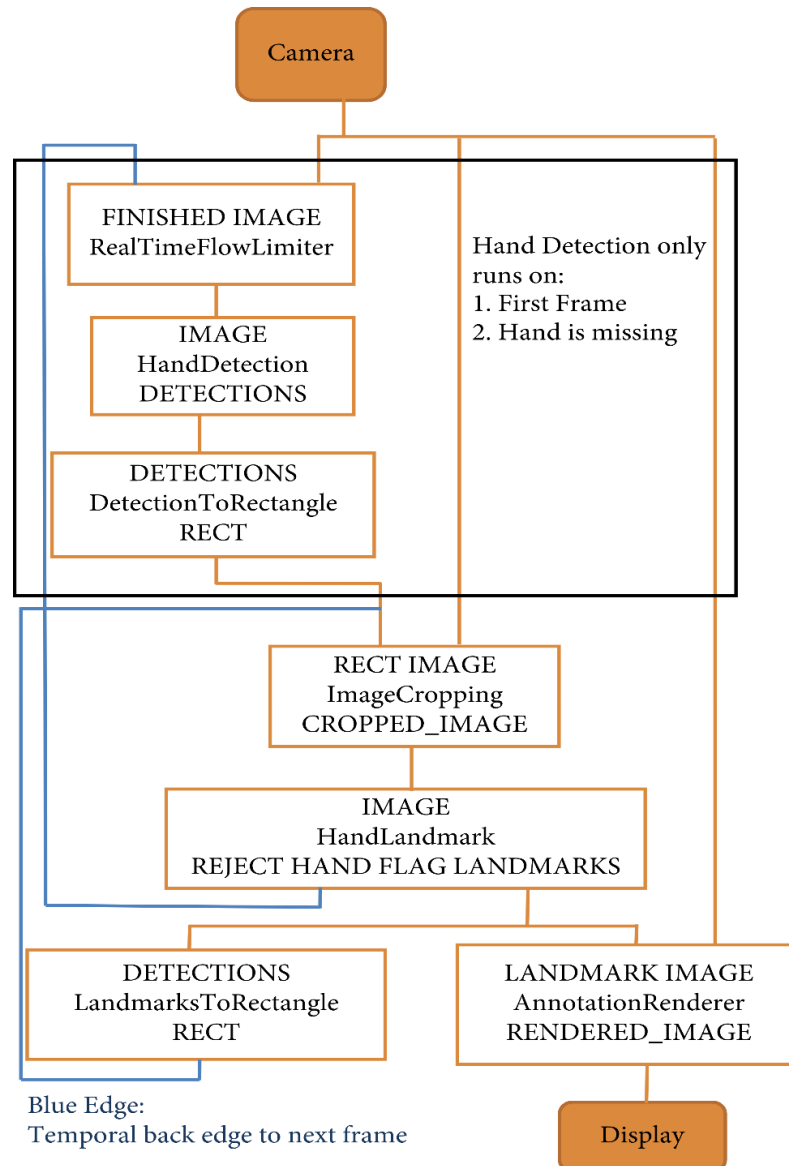 Camera
FINISHED IMAGE
RealTimeFlowLimiter
Hand Detection only
runs on:
1. First Frame
2. Hand is missing
IMAGE
HandDetection
DETECTIONS
DETECTIONS
DetectionToRectangle
RECT
RECT IMAGE
ImageCropping
CROPPED_IMAGE
IMAGE
HandLandmark
REJECT HAND FLAG LANDMARKS
DETECTIONS
LandmarksToRectangle
RECT
LANDMARK IMAGE
AnnotationRenderer
RENDERED_IMAGE
Blue Edge:
Temporal back edge to next frame
Display